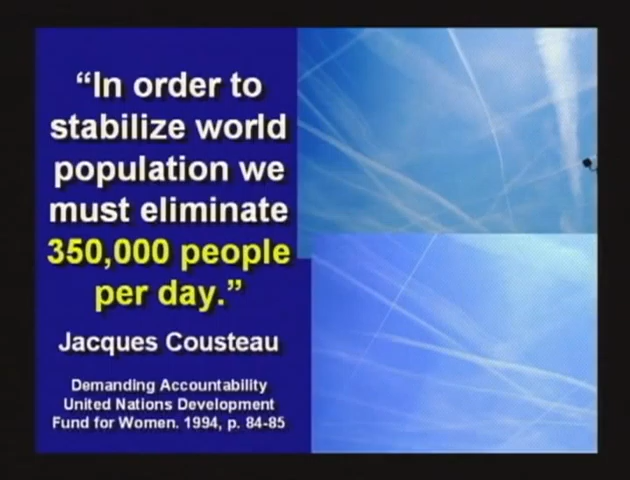 “In order to
stabilize world
population we
must eliminate
350,000 people
per day.”
Jacques Cousteau
Demanding Accountability
United Nations Development
Fund for Women. 1994, p. 84-85